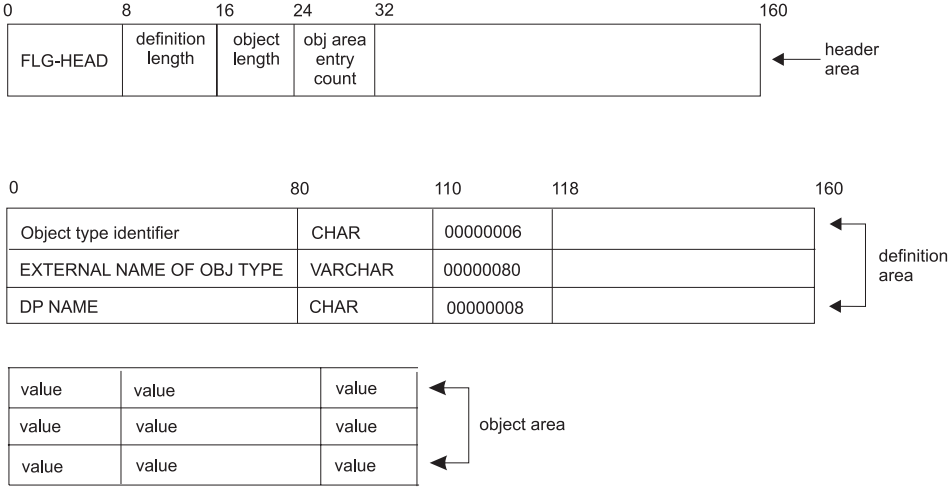 0 8 16 24 32 160
FLG-HEAD
definition
length
object
length
obj area
entry
count
header
area
0 80 110 118 160
Object type identifier CHAR 00000006
EXTERNAL NAME OF OBJ TYPE VARCHAR 00000080
DP NAME CHAR 00000008
definition
area
value value value
value value value
value value value
object area